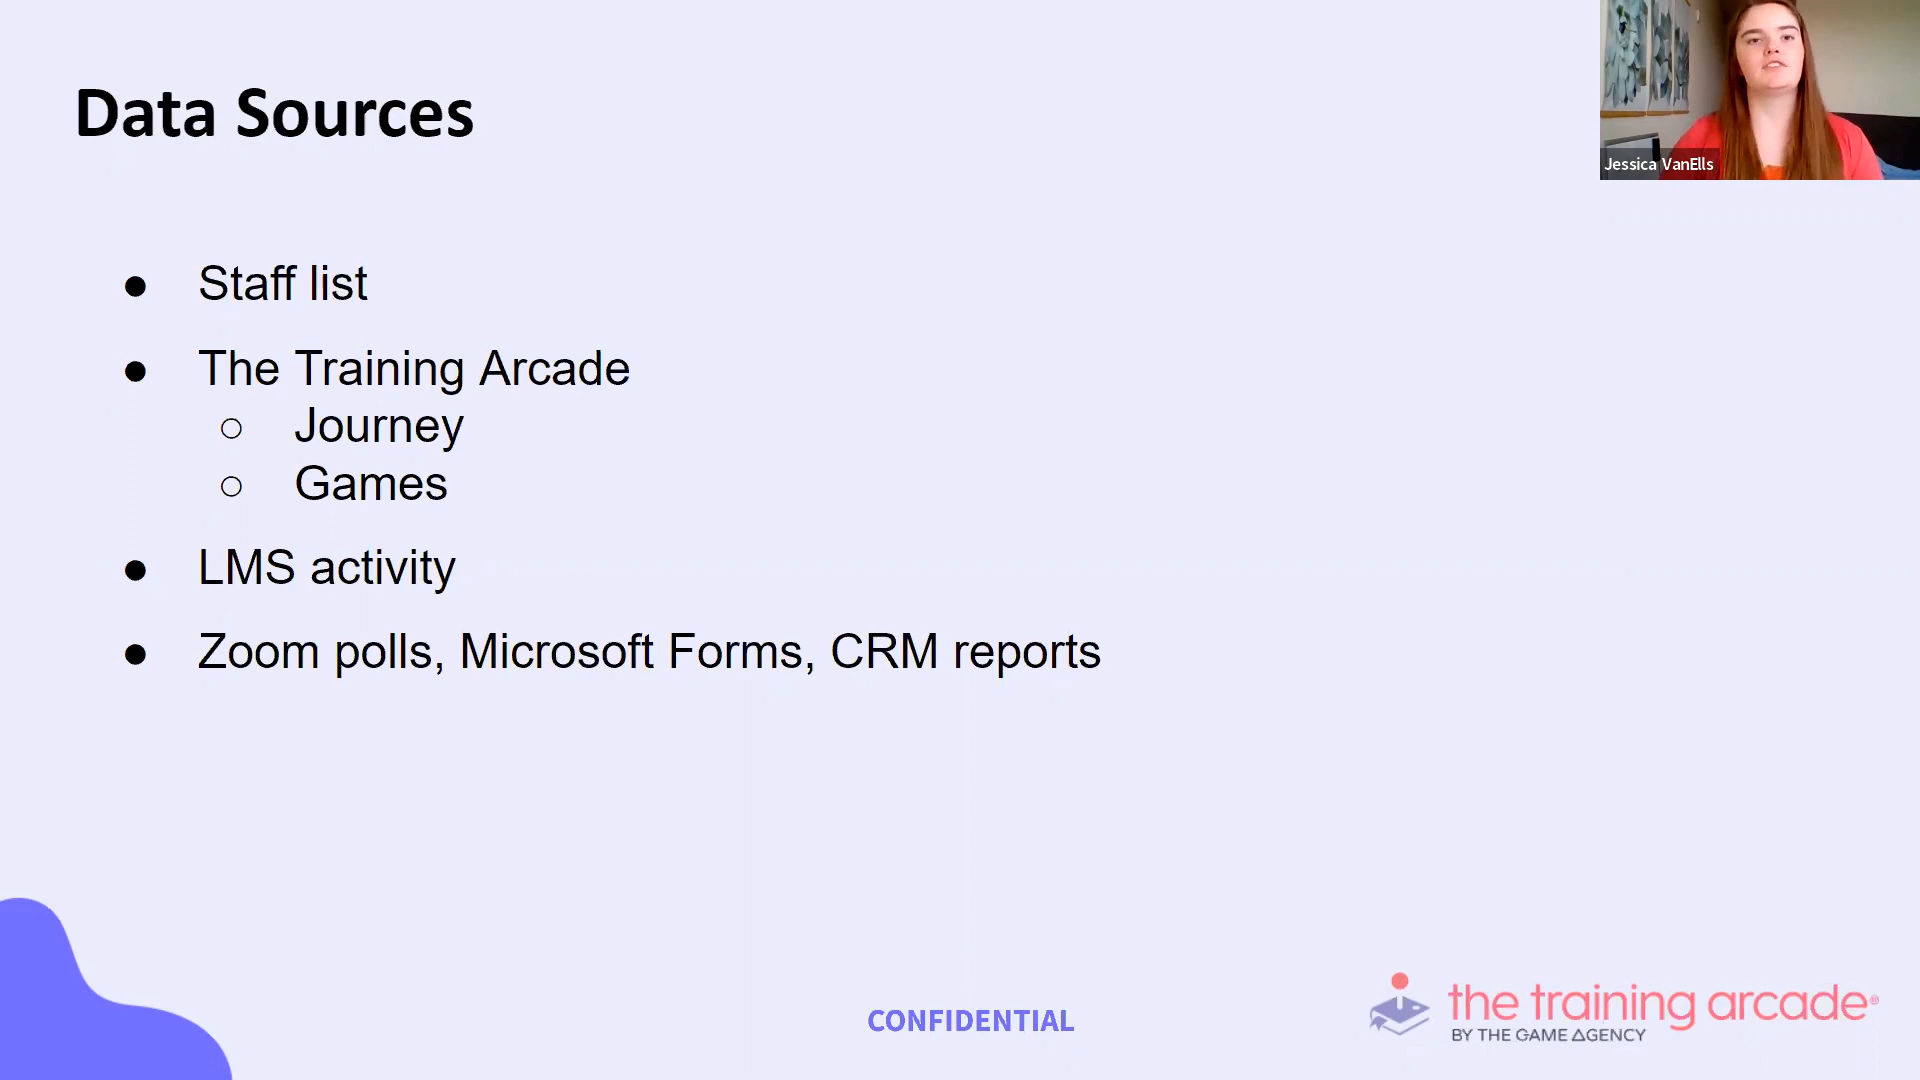 Data Sources
Jessica VanElls
● Staff list
● The Training Arcade
○ Journey
○ Games
● LMS activity
● Zoom polls, Microsoft Forms, CRM reports
CONFIDENTIAL
the training arcade®
BY THE GAME AGENCY